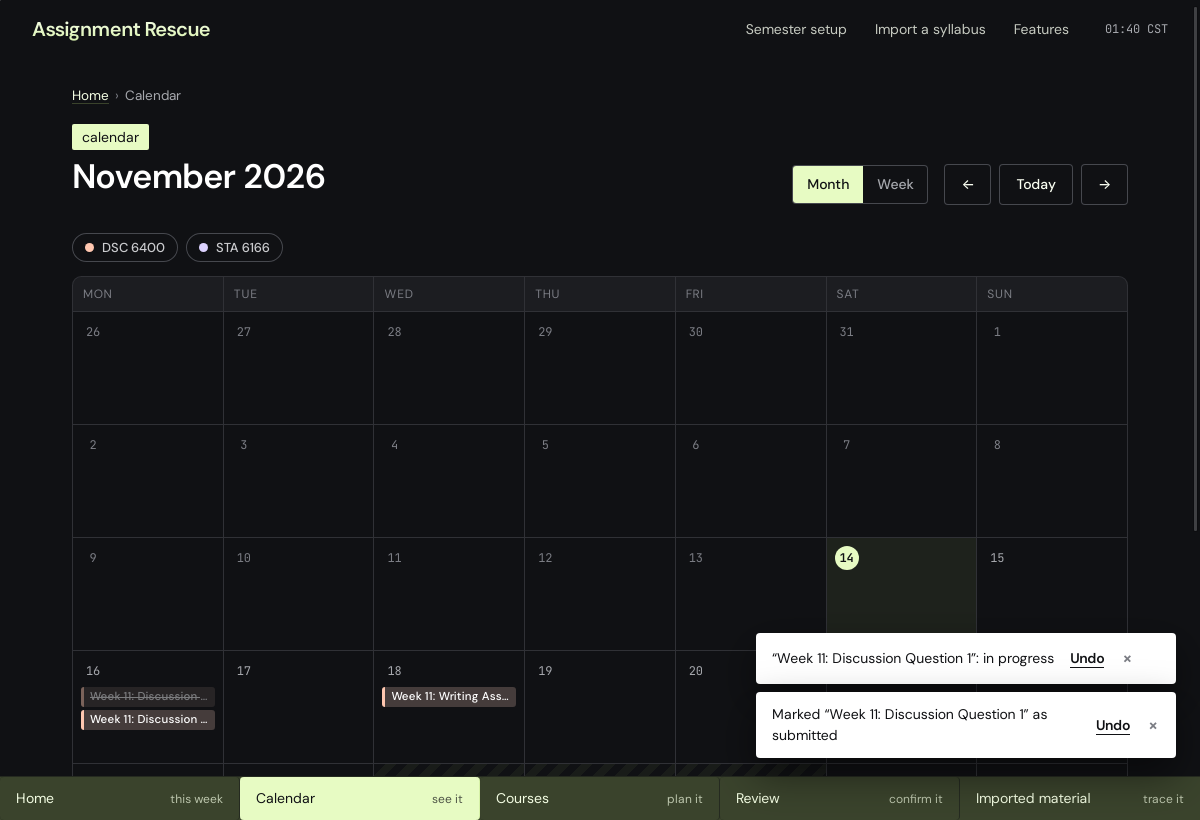 Assignment Rescue
Semester setup
Import a syllabus
Features
01:40 CST
Home › Calendar
calendar
November 2026
Month
Week
←
Today
→
DSC 6400
STA 6166
MON
TUE
WED
THU
FRI
SAT
SUN
26
27
28
29
30
31
1
2
3
4
5
6
7
8
9
10
11
12
13
14
15
16
17
18
19
20
Week 11: Discussion ...
Week 11: Discussion ...
Week 11: Writing Ass...
“Week 11: Discussion Question 1”: in progress
Undo
×
Marked “Week 11: Discussion Question 1” as
submitted
Undo
×
Home
this week
Calendar
see it
Courses
plan it
Review
confirm it
Imported material
trace it